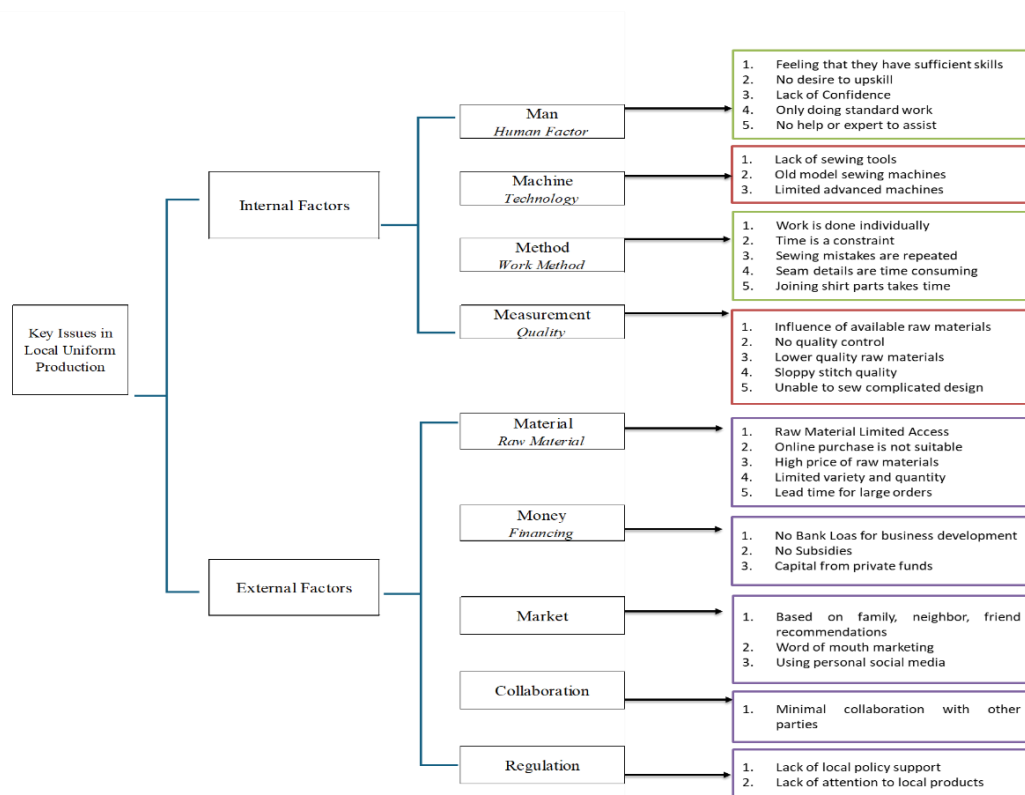 Key Issues in
Local Uniform
Production
Internal Factors
Man
Human Factor
1. Feeling that they have sufficient skills
2. No desire to upskill
3. Lack of Confidence
4. Only doing standard work
5. No help or expert to assist
Machine
Technology
1. Lack of sewing tools
2. Old model sewing machines
3. Limited advanced machines
Method
Work Method
1. Work is done individually
2. Time is a constraint
3. Sewing mistakes are repeated
4. Seam details are time consuming
5. Joining shirt parts takes time
Measurement
Quality
1. Influence of available raw materials
2. No quality control
3. Lower quality raw materials
4. Sloppy stitch quality
5. Unable to sew complicated design
External Factors
Material
Raw Material
1. Raw Material Limited Access
2. Online purchase is not suitable
3. High price of raw materials
4. Limited variety and quantity
5. Lead time for large orders
Money
Financing
1. No Bank Loas for business development
2. No Subsidies
3. Capital from private funds
Market
1. Based on family, neighbor, friend
recommendations
2. Word of mouth marketing
3. Using personal social media
Collaboration
1. Minimal collaboration with other
parties
Regulation
1. Lack of local policy support
2. Lack of attention to local products